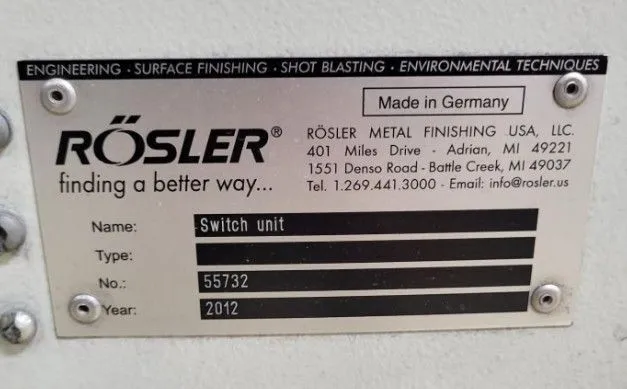 ENGINEERING · SURFACE FINISHING · SHOT BLASTING · ENVIRONMENTAL TECHNIQUES
Made in Germany
RÖSLER®
finding a better way...
RÖSLER METAL FINISHING USA, LLC.
401 Miles Drive - Adrian, MI 49221
1551 Denso Road - Battle Creek, MI 49037
Tel. 1.269.441.3000 - Email: info@rosler.us
Name: Switch unit
Type:
No.: 55732
Year: 2012